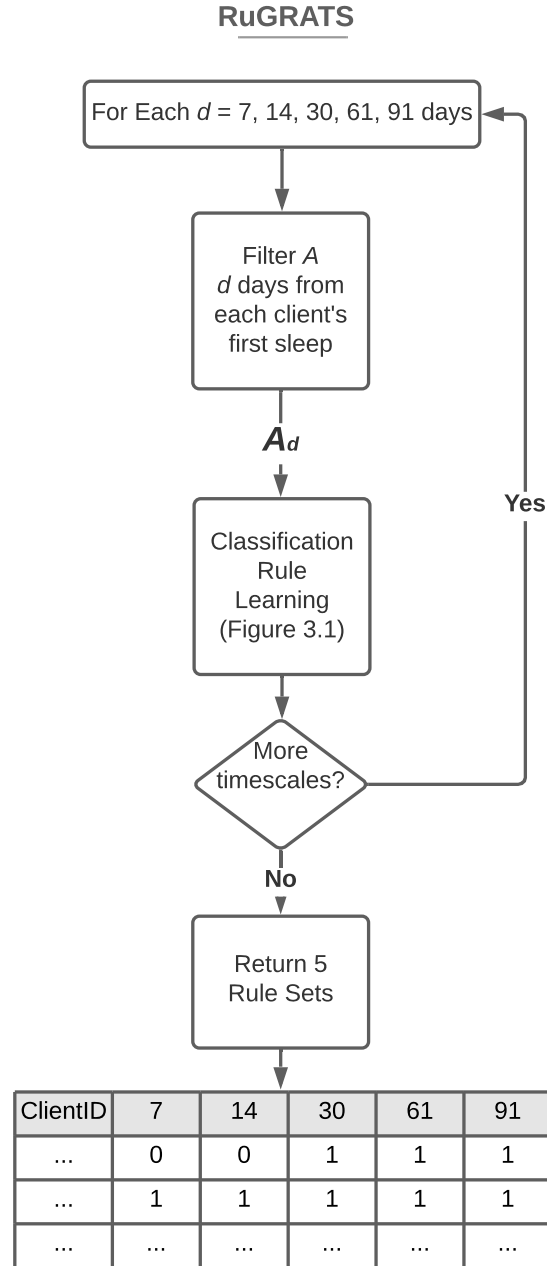 RuGRATS
For Each d = 7, 14, 30, 61, 91 days
Filter A
d days from
each client's
first sleep
Ad
Classification
Rule
Learning
(Figure 3.1)
Yes
More
timescales?
No
Return 5
Rule Sets
ClientID 7 14 30 61 91
... 0 0 1 1 1
... 1 1 1 1 1
... ... ... ... ... ...